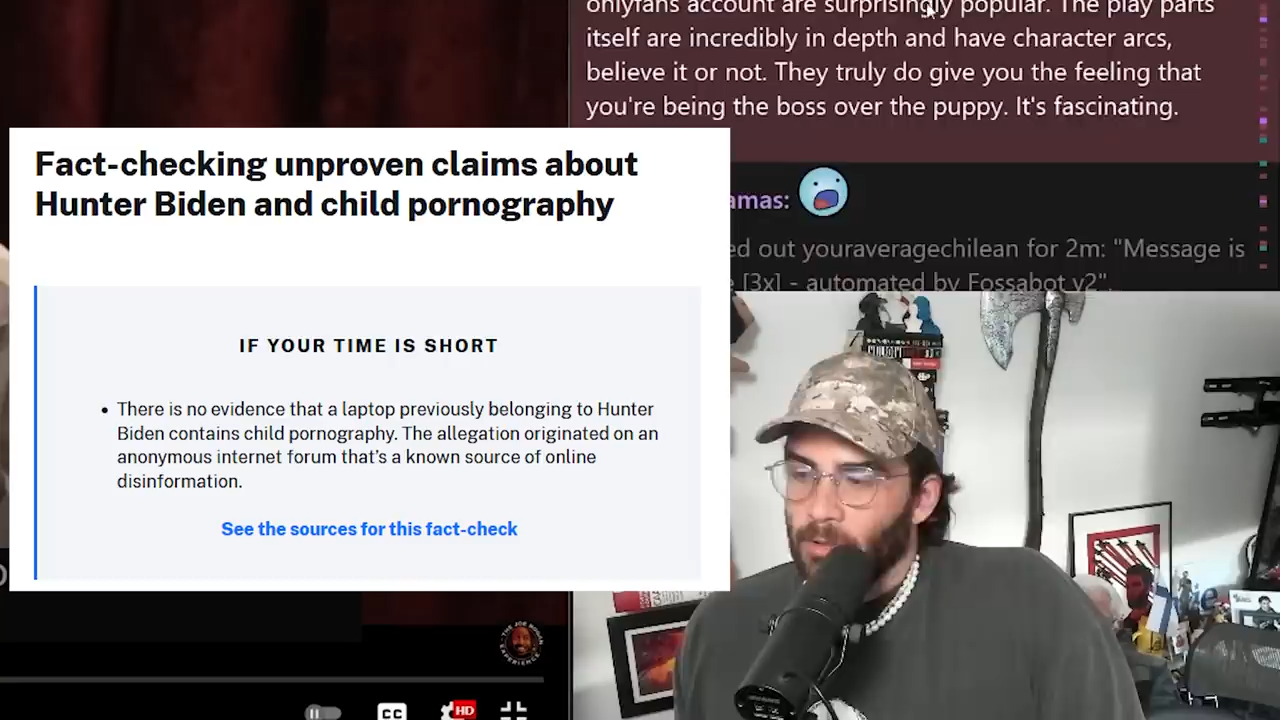 onlyfans account are surprisingly popular. The play parts
itself are incredibly in depth and have character arcs,
believe it or not. They truly do give you the feeling that
you're being the boss over the puppy. It's fascinating.
amas:
ed out youraveragechilean for 2m: "Message is
e [3x] - automated by Fossabot v2".
Fact-checking unproven claims about
Hunter Biden and child pornography
IF YOUR TIME IS SHORT
• There is no evidence that a laptop previously belonging to Hunter
Biden contains child pornography. The allegation originated on an
anonymous internet forum that's a known source of online
disinformation.
See the sources for this fact-check
THE JOE ROGAN
EXPERIENCE
CC
HD